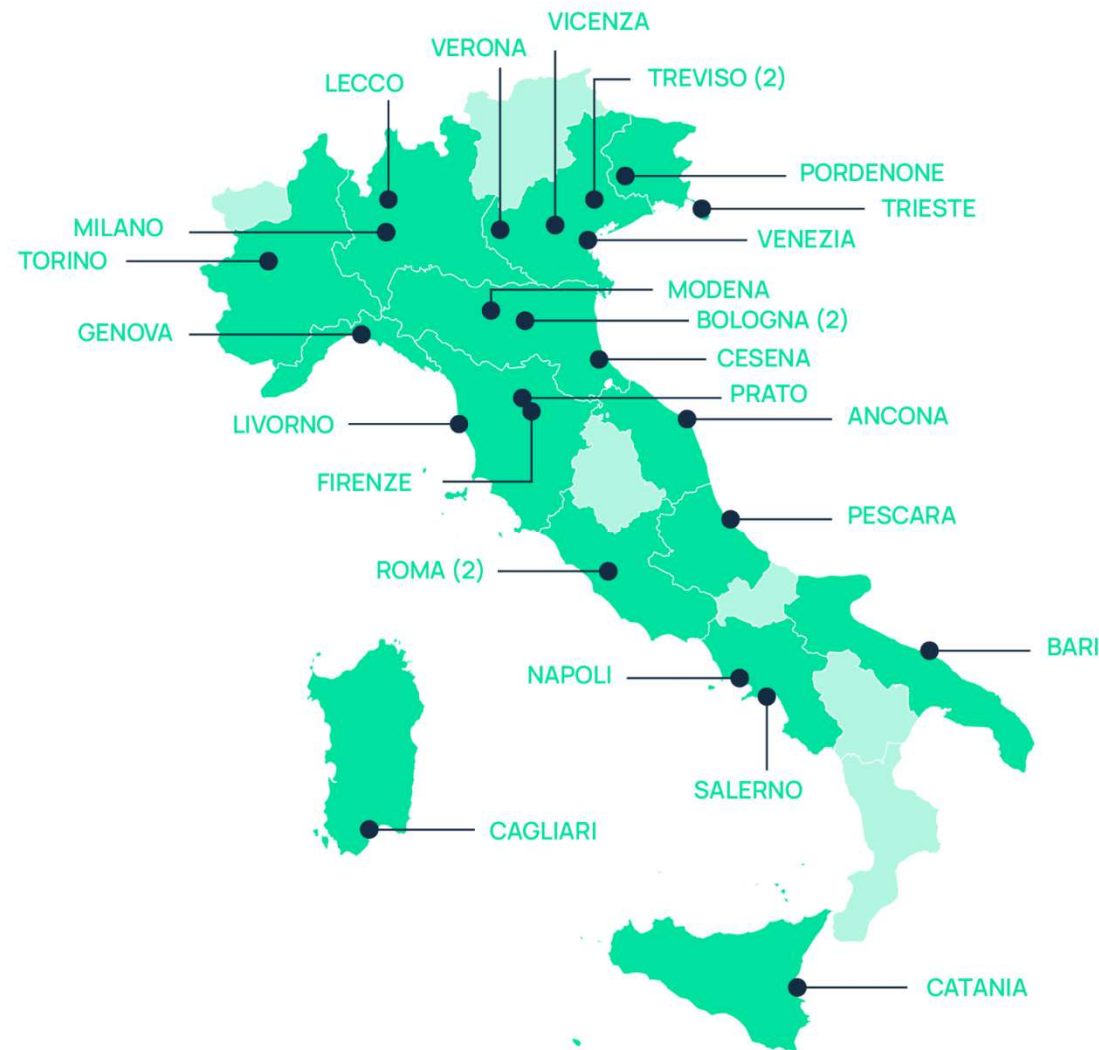 VICENZA
VERONA
TREVISO (2)
LECCO
PORDENONE
TRIESTE
MILANO
VENEZIA
TORINO
MODENA
BOLOGNA (2)
GENOVA
CESENA
PRATO
ANCONA
LIVORNO
FIRENZE
PESCARA
ROMA (2)
BARI
NAPOLI
SALERNO
CAGLIARI
CATANIA